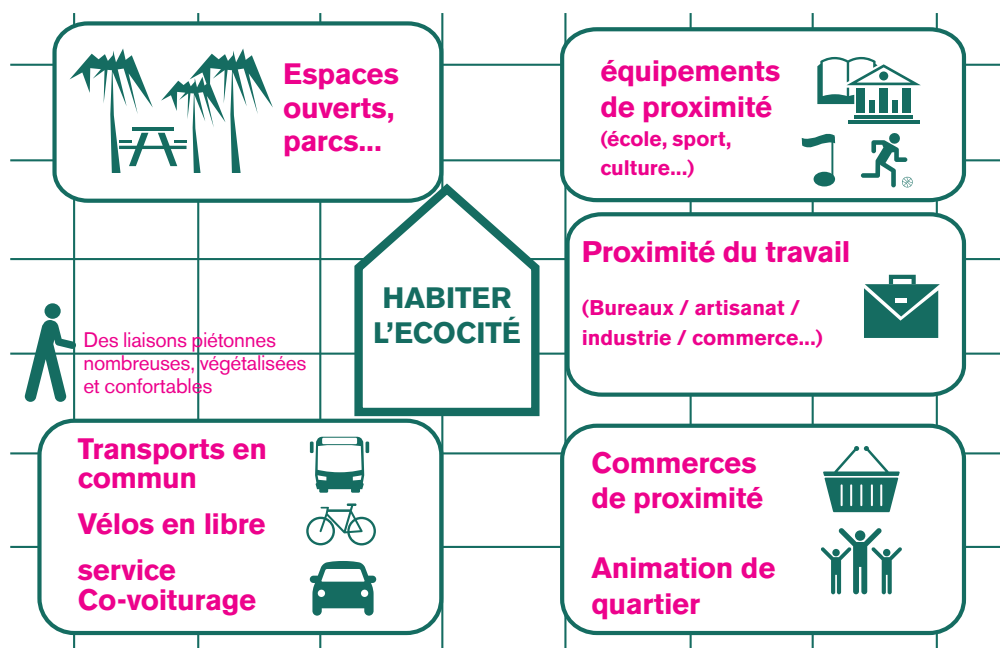 Espaces
ouverts,
parcs...
équipements
de proximité
(école, sport,
culture...)
HABITER
L'ECOCITÉ
Proximité du travail
(Bureaux / artisanat /
industrie / commerce...)
Des liaisons piétonnes
nombreuses, végétalisées
et confortables
Transports en
commun
Vélos en libre
service
Co-voiturage
Commerces
de proximité
Animation de
quartier